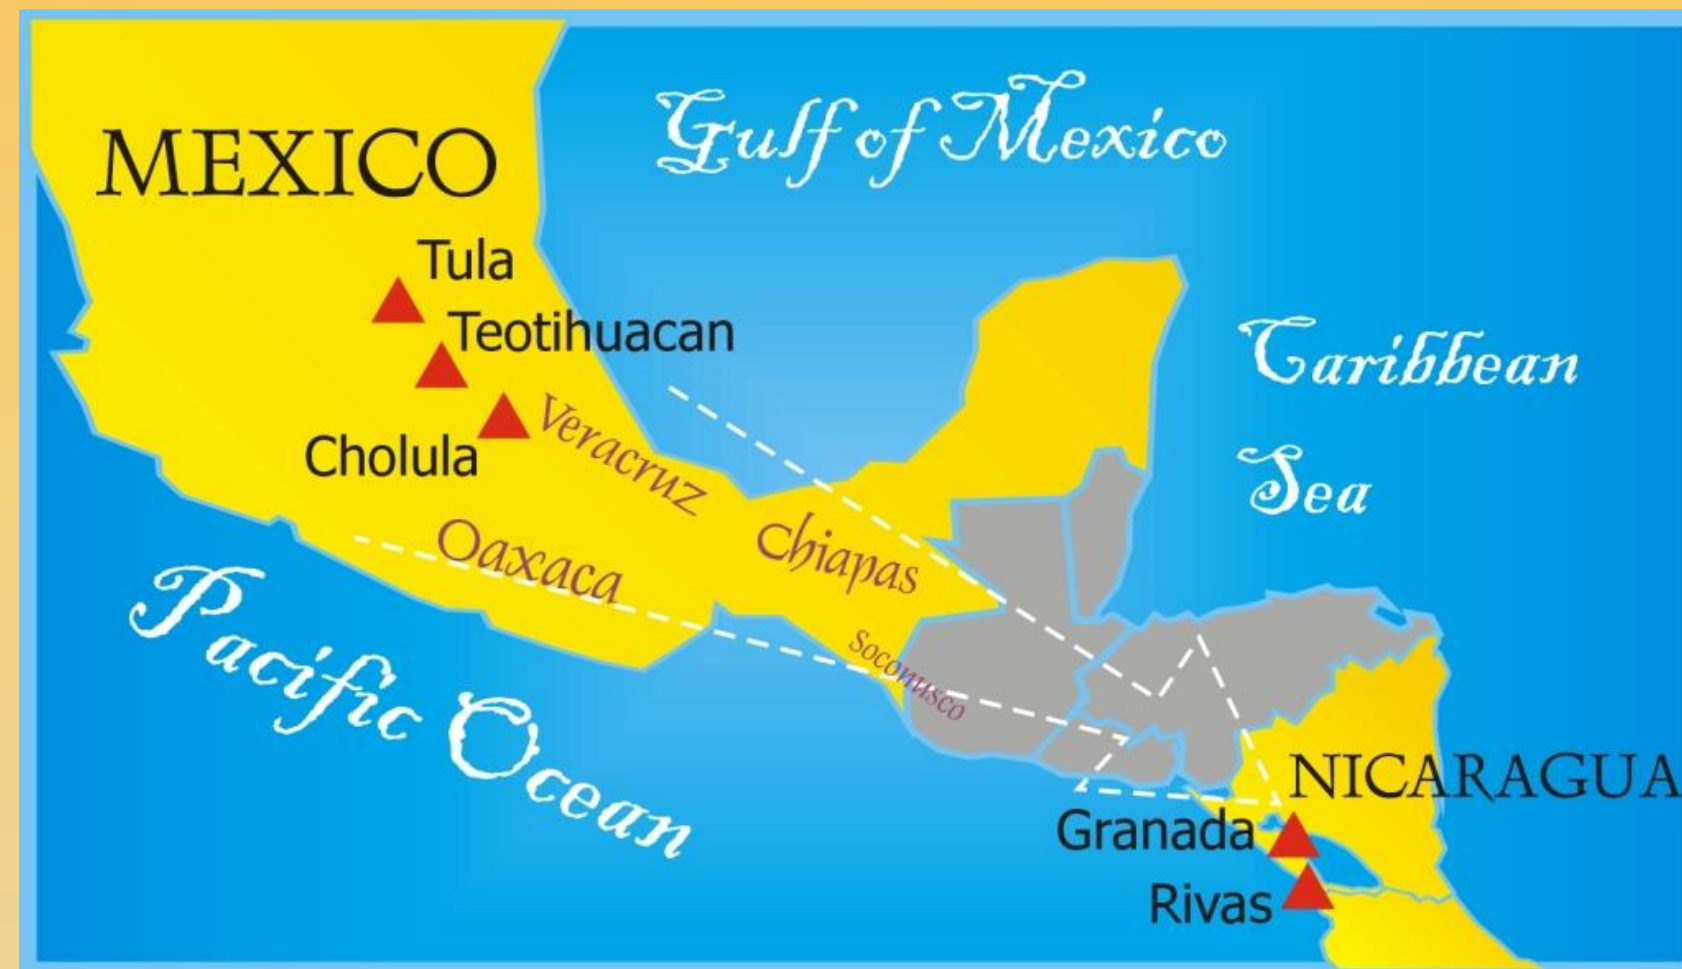 MEXICO
Gulf of Mexico
Tula
Teotihuacan
Cholula
Veracruz
Oaxaca
Chiapas
Soconusco
Caribbean
Sea
Pacific Ocean
NICARAGUA
Granada
Rivas